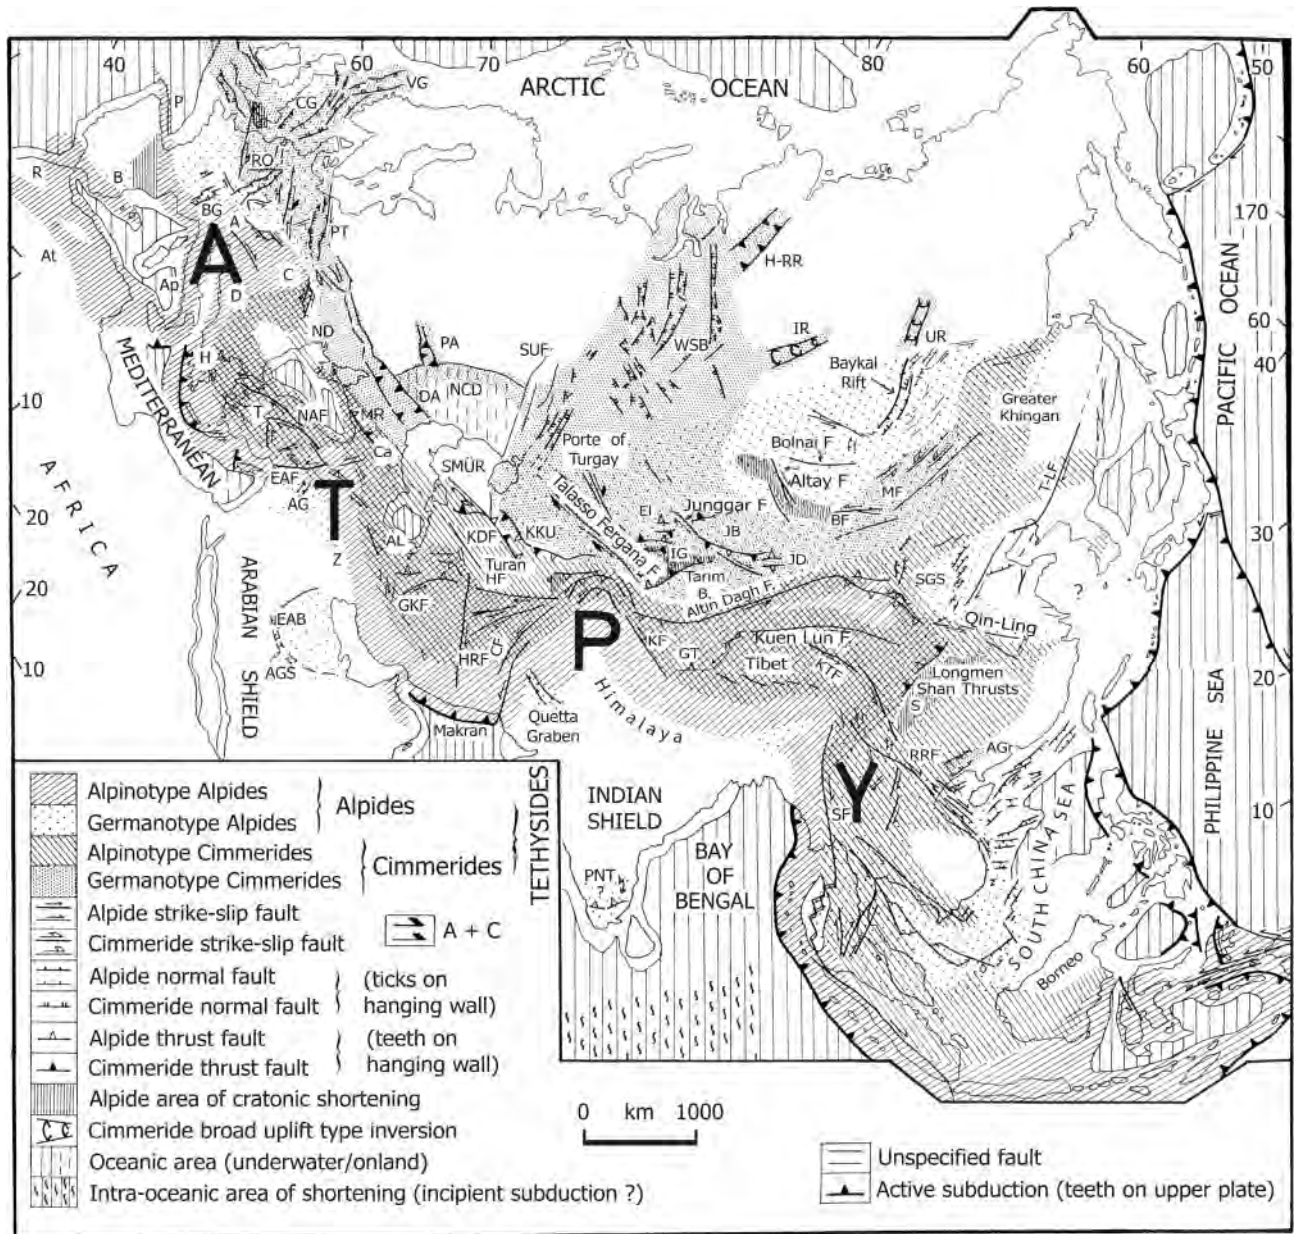 40
60
70
ARCTIC OCEAN
80
60
50
P
CG
VG
R
B
RO
BG
A
PT
170
At
A
C
H-RR
Ap
D
PACIFIC OCEAN
ND
PA
SUF
WSB
IR
UR
60
40
MEDITERRANEAN
H
Baykal
Rift
DA
NCD
10
T
NAF
MR
Greater
Khingan
Porte of
Turgay
Bolnai F
Ca
SMÜR
Altay F
T-LF
EAF
AG
T
Talasso Fergana F
EI
Junggar F
MF
AFRICA
20
BF
30
AL
KDF
KKU
JB
Z
Turan
HF
IG
JD
Tarim
B.
SGS
ARABIAN
SHIELD
20
GKF
Altin Dagh F.
?
EAB
P
KF
Kuen Lun F
Qin-Ling
HRF
CF
GT
Tibet
KTF
10
AGS
Longmen
Shan Thrusts
20
S
Himalaya
Makran
Quetta
Graben
RRF
AG
PHILIPPINE SEA
Y
SF
10
INDIAN
SHIELD
BAY
OF
BENGAL
SOUTH CHINA SEA
PNT
?
Borneo
Alpinotype Alpides
Germanotype Alpides
Alpides
Alpinotype Cimmerides
Germanotype Cimmerides
Cimmerides
TETHYSIDES
Alpide strike-slip fault
Cimmeride strike-slip fault
A + C
Alpide normal fault
Cimmeride normal fault
(ticks on
hanging wall)
Alpide thrust fault
Cimmeride thrust fault
(teeth on
hanging wall)
Alpide area of cratonic shortening
Cimmeride broad uplift type inversion
Oceanic area (underwater/onland)
Intra-oceanic area of shortening (incipient subduction ?)
0 km 1000
Unspecified fault
Active subduction (teeth on upper plate)